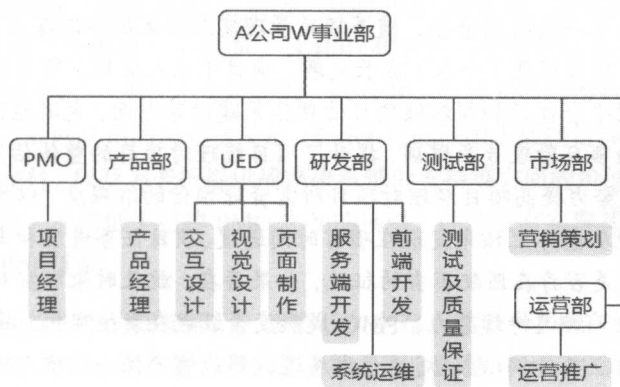 A公司W事业部
PMO
产品部
UED
研发部
测试部
市场部
项目经理
产品经理
交互设计
视觉设计
页面制作
服务端开发
前端开发
测试及质量保证
营销策划
运营部
系统运维
运营推广